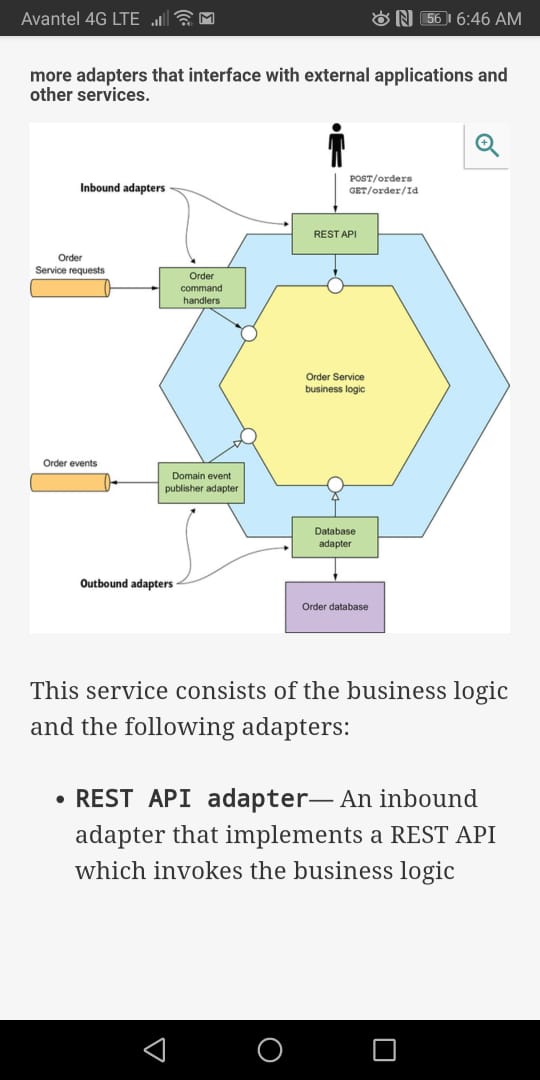 Avantel 4G LTE 56 6:46 AM
more adapters that interface with external applications and
other services.
POST/orders
GET/order/Id
Inbound adapters
REST API
Order
Service requests
Order
command
handlers
Order Service
business logic
Order events
Domain event
publisher adapter
Database
adapter
Outbound adapters
Order database
This service consists of the business logic
and the following adapters:
• REST API adapter— An inbound
adapter that implements a REST API
which invokes the business logic